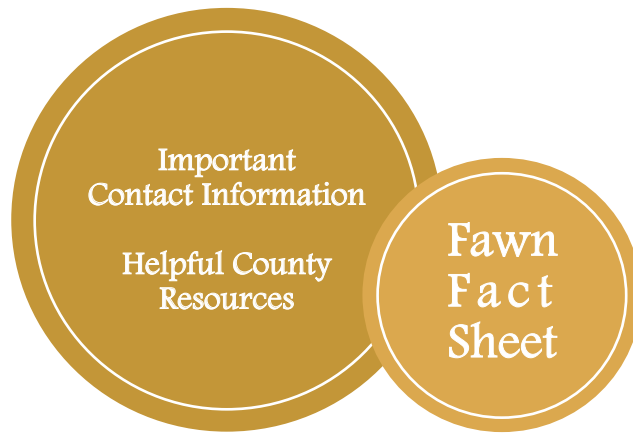 Important
Contact Information
Helpful County
Resources
Fawn
Fact
Sheet